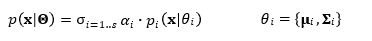 p(𝐱|𝚯) = σ_{i=1..s} α_i · p_i(𝐱|θ_i)    θ_i = {𝛍_i, 𝚺_i}